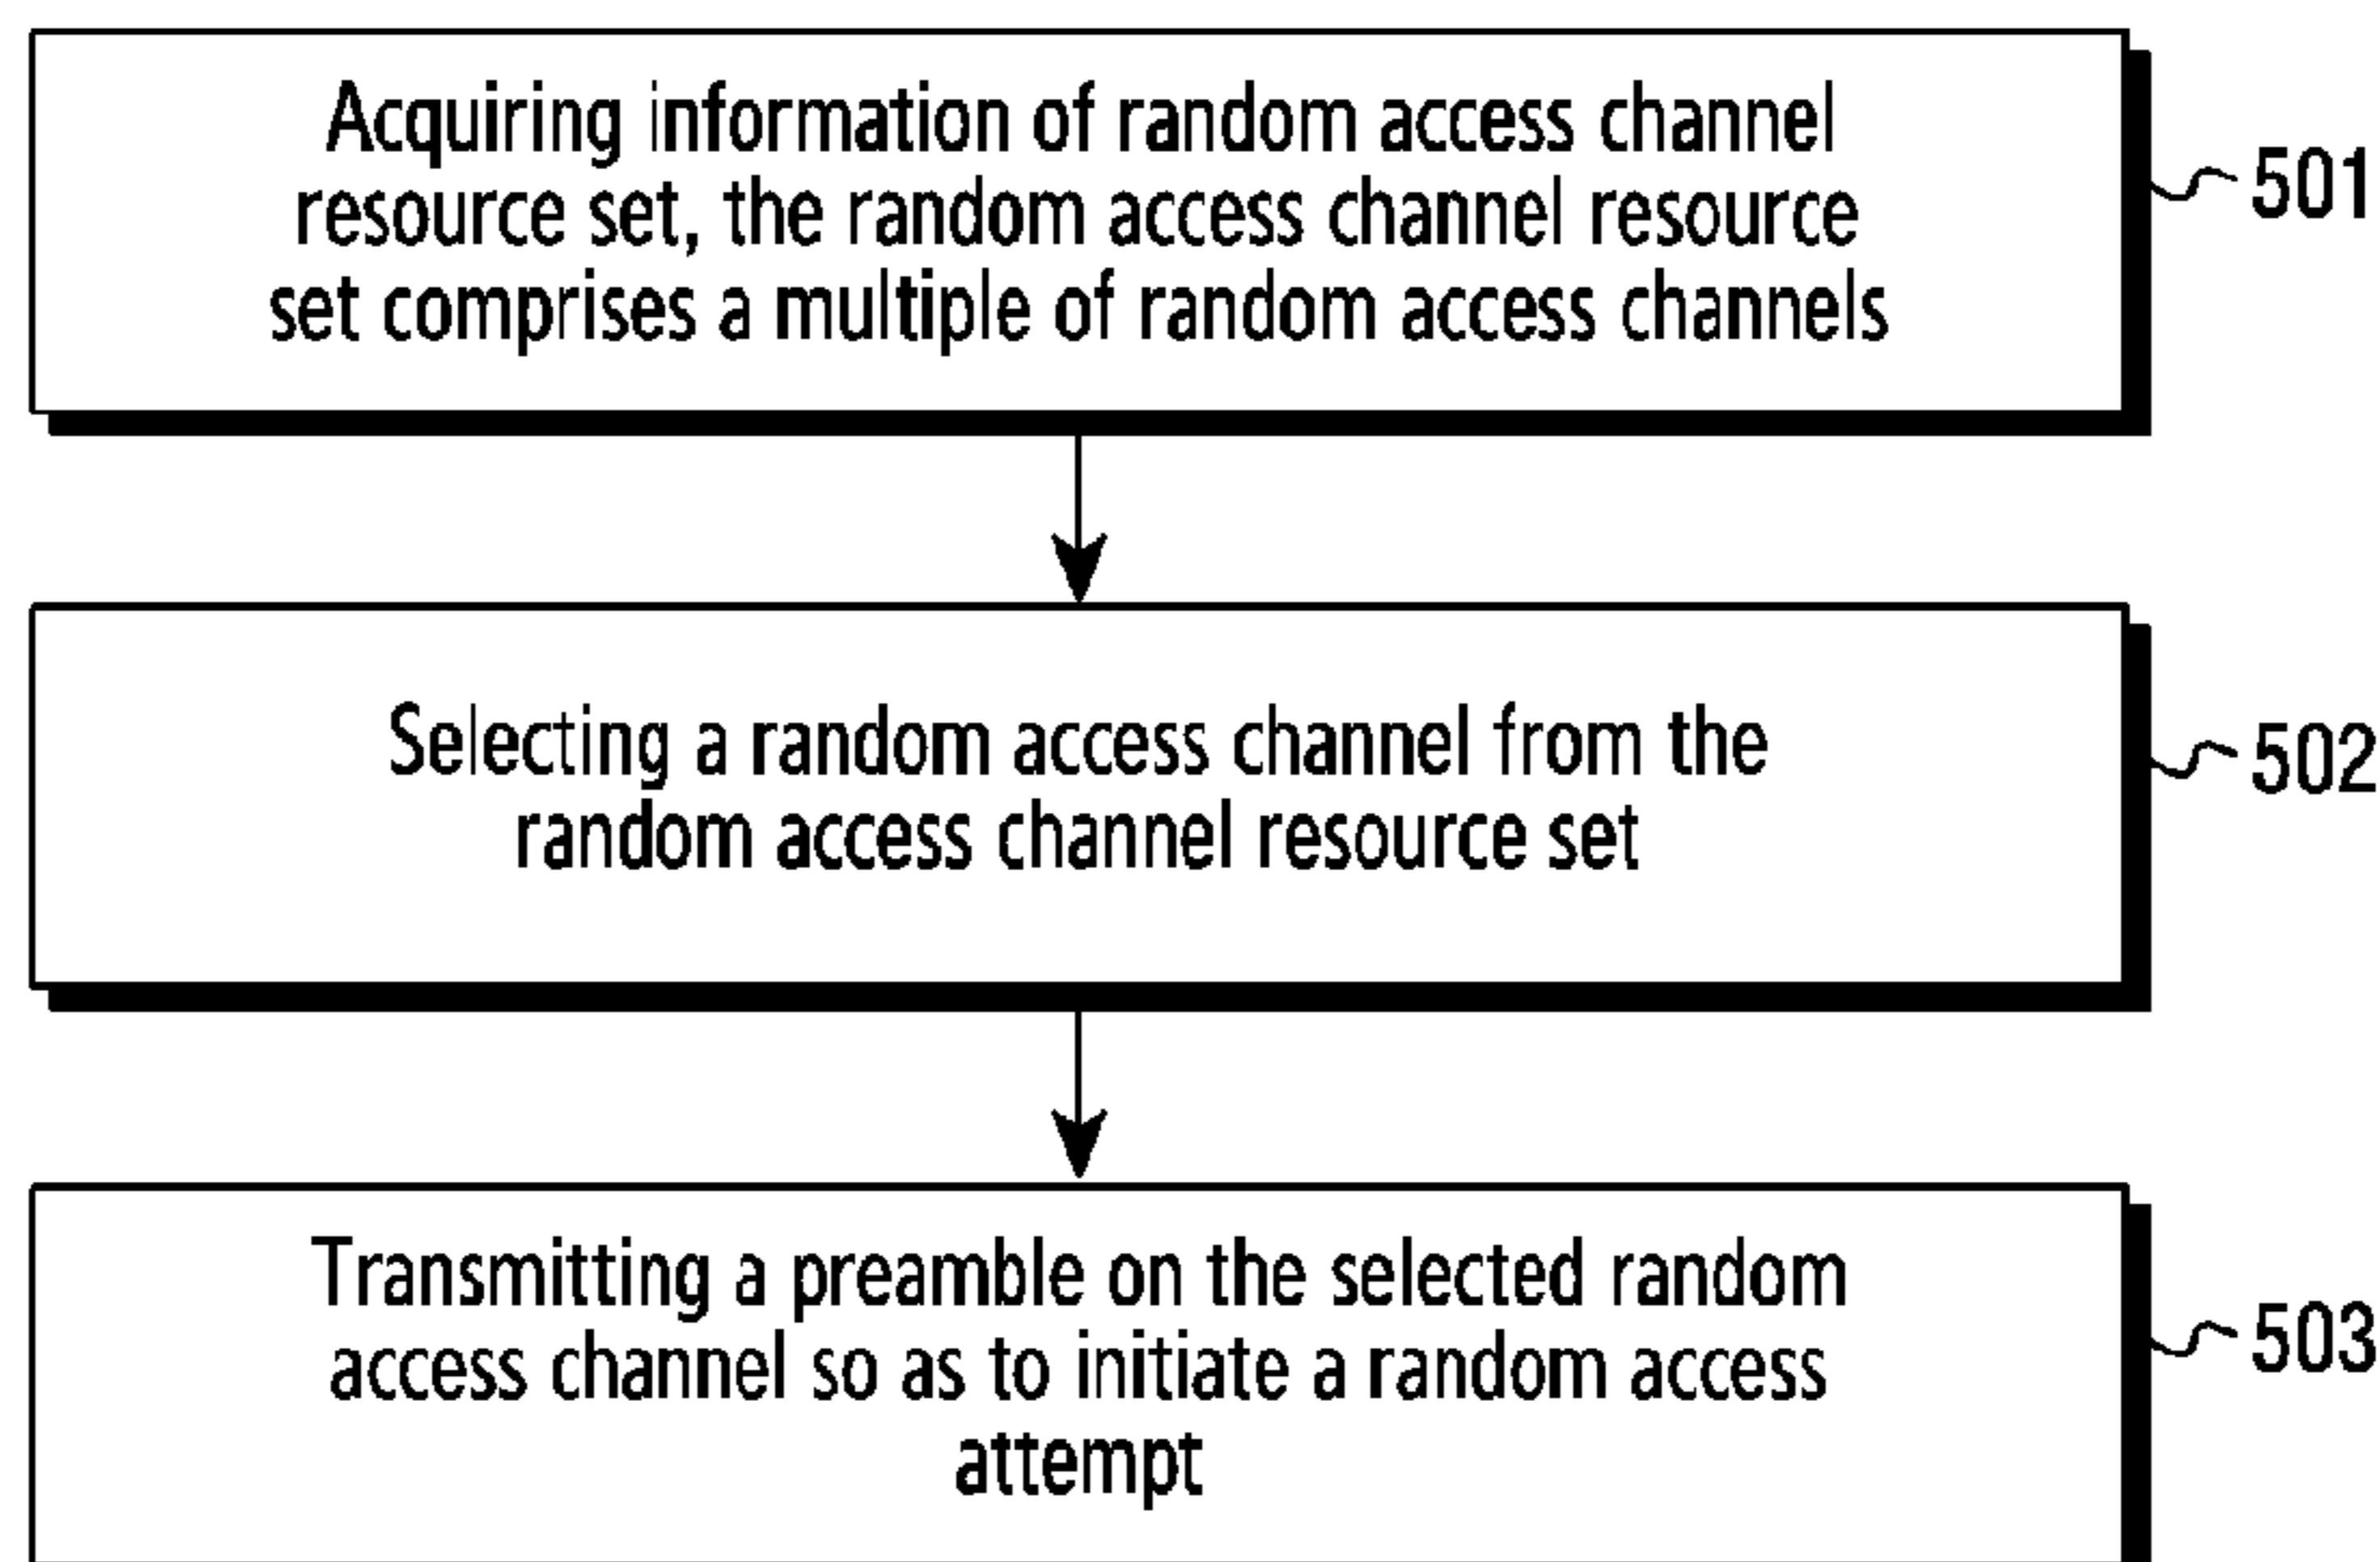 Acquiring information of random access channel
resource set, the random access channel resource
set comprises a multiple of random access channels
501
Selecting a random access channel from the
random access channel resource set
502
Transmitting a preamble on the selected random
access channel so as to initiate a random access
attempt
503